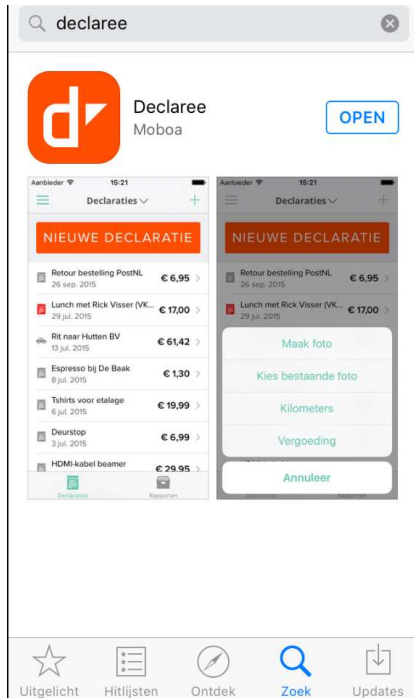 declaree
Declaree
Moboa
OPEN
Aanbieder 15:21
Declaraties
NIEUWE DECLARATIE
Retour bestelling PostNL
26 sep. 2015
€ 6,95
Lunch met Rick Visser (VK...
29 jul. 2015
€ 17,00
Rit naar Hutten BV
13 jul. 2015
€ 61,42
Espresso bij De Baak
8 jul. 2015
€ 1,30
Tshirts voor etalage
6 jul. 2015
€ 19,99
Deurstop
3 jul. 2015
€ 6,99
HDMI-kabel beamer
€ 29,95
Declaraties Rapporten
Aanbieder 15:21
Declaraties
NIEUWE DECLARATIE
Retour bestelling PostNL
26 sep. 2015
€ 6,95
Lunch met Rick Visser (VK...
29 jul. 2015
€ 17,00
Maak foto
Kies bestaande foto
Kilometers
Vergoeding
Annuleer
Rapporten
Uitgelicht Hitlijsten Ontdek Zoek Updates